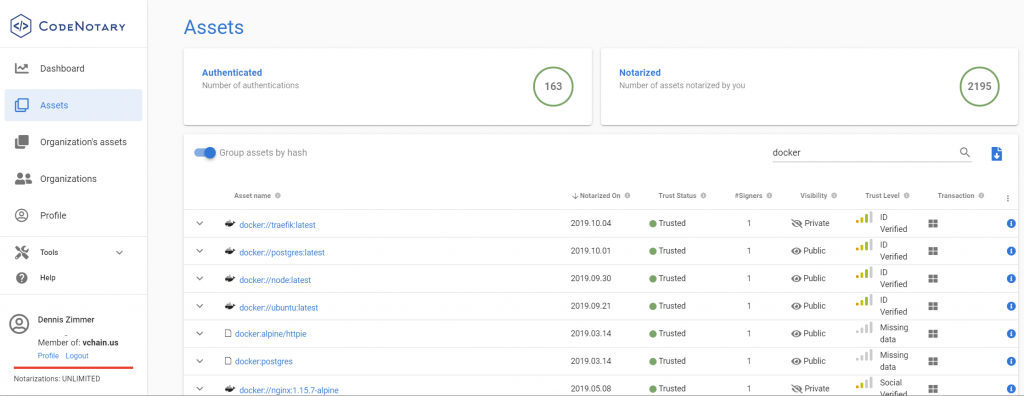 CODENOTARY
Dashboard
Assets
Organization's assets
Organizations
Profile
Tools
Help
Dennis Zimmer
Member of: vchain.us
Profile Logout
Notarizations: UNLIMITED
Assets
Authenticated
Number of authentications
163
Notarized
Number of assets notarized by you
2195
Group assets by hash
docker
Asset name Notarized On Trust Status #Signers Visibility Trust Level Transaction
docker://traefik:latest 2019.10.04 Trusted 1 Private ID
Verified
docker://postgres:latest 2019.10.01 Trusted 1 Public ID
Verified
docker://node:latest 2019.09.30 Trusted 1 Public ID
Verified
docker://ubuntu:latest 2019.09.21 Trusted 1 Public ID
Verified
docker:alpine/httpie 2019.03.14 Trusted 1 Public Missing
data
docker:postgres 2019.03.14 Trusted 1 Public Missing
data
docker://nginx:1.15.7-alpine 2019.05.08 Trusted 1 Private Social
Verified